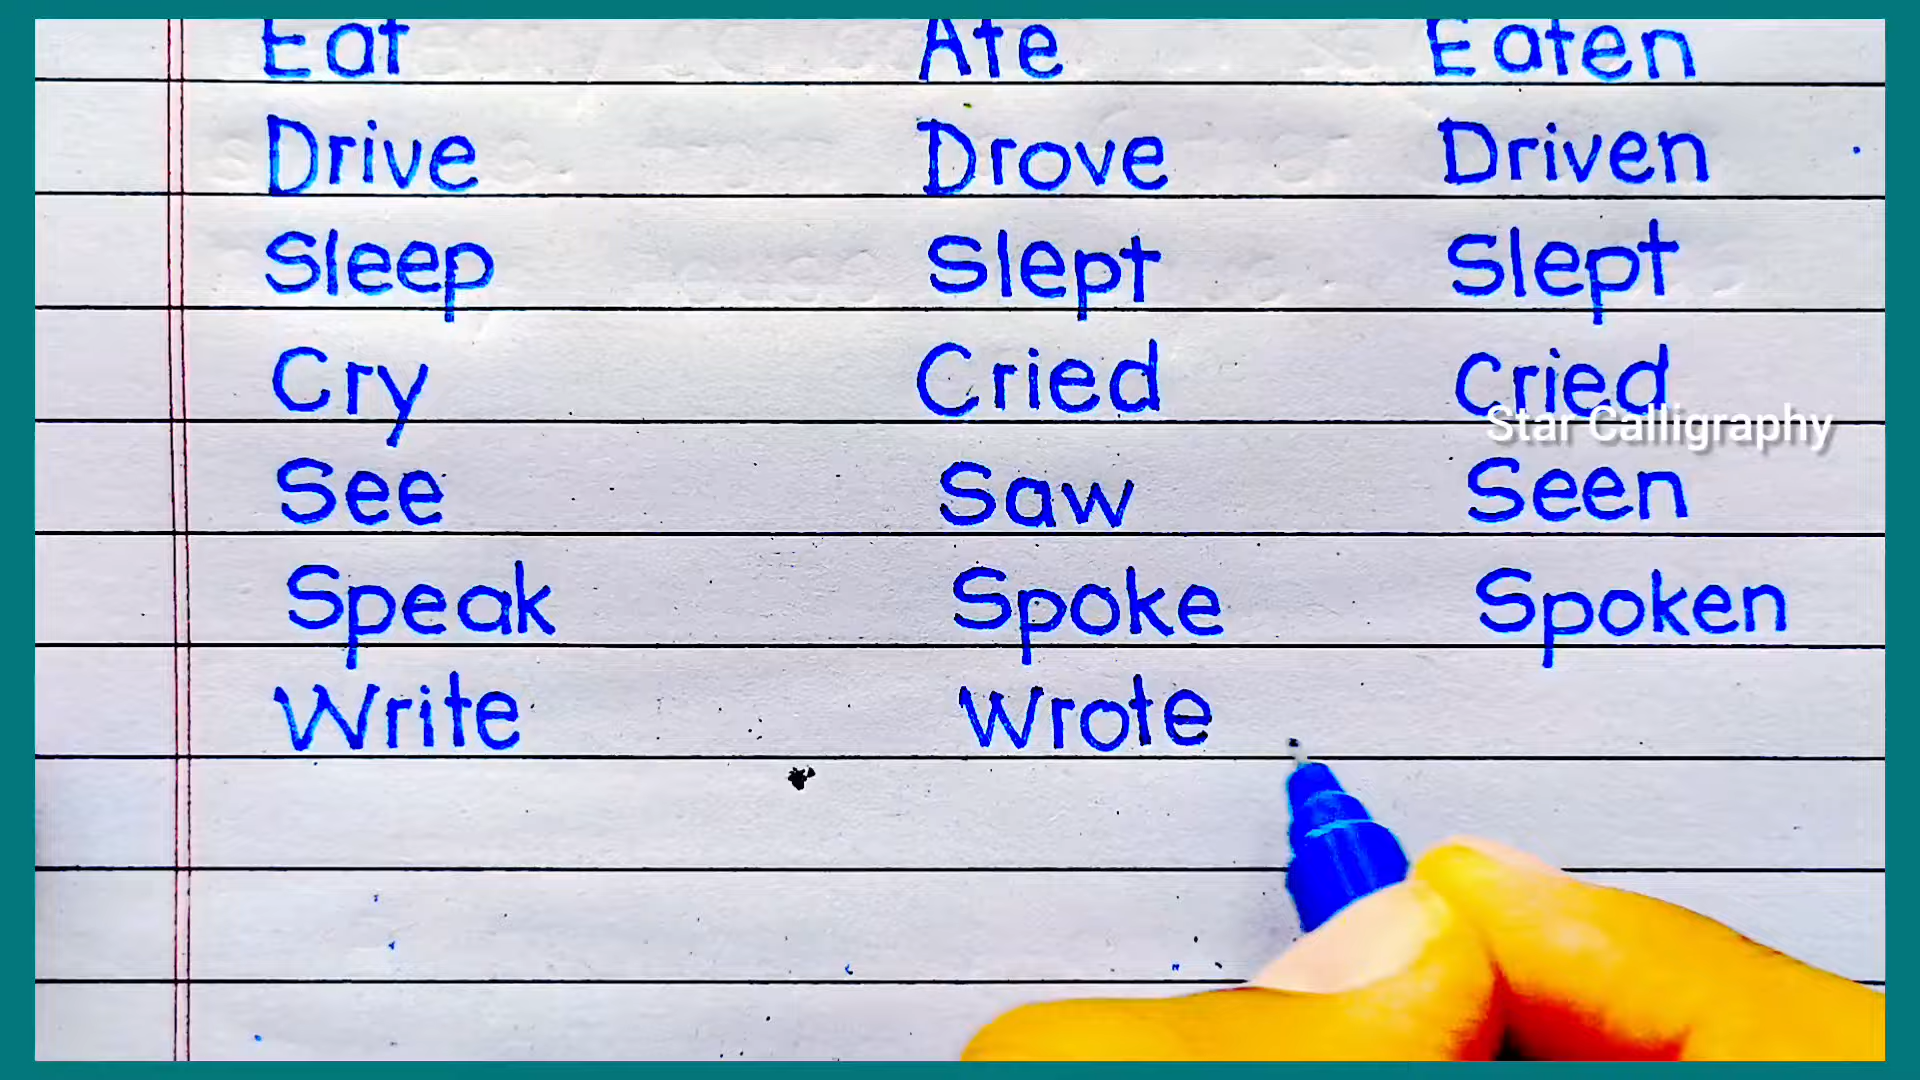 Eat Ate Eaten
Drive Drove Driven
Sleep Slept Slept
Cry Cried Cried
Star Calligraphy
See Saw Seen
Speak Spoke Spoken
Write Wrote